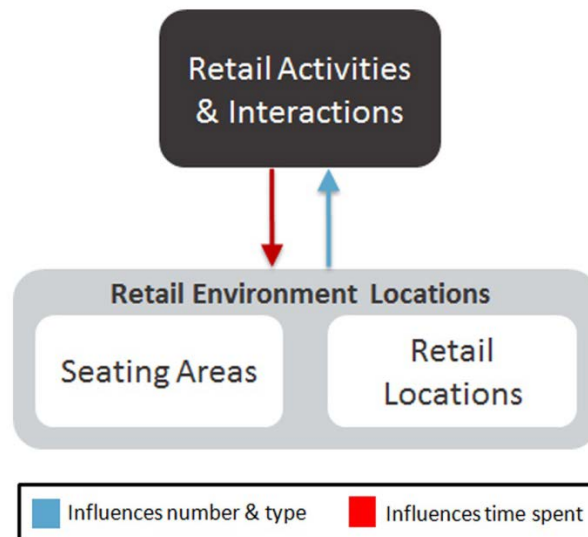 Retail Activities
& Interactions
Retail Environment Locations
Seating Areas
Retail
Locations
Influences number & type
Influences time spent